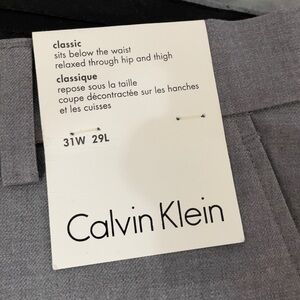 classic
sits below the waist
relaxed through hip and thigh
classique
repose sous la taille
coupe décontractée sur les hanches
et les cuisses
31W 29L
Calvin Klein